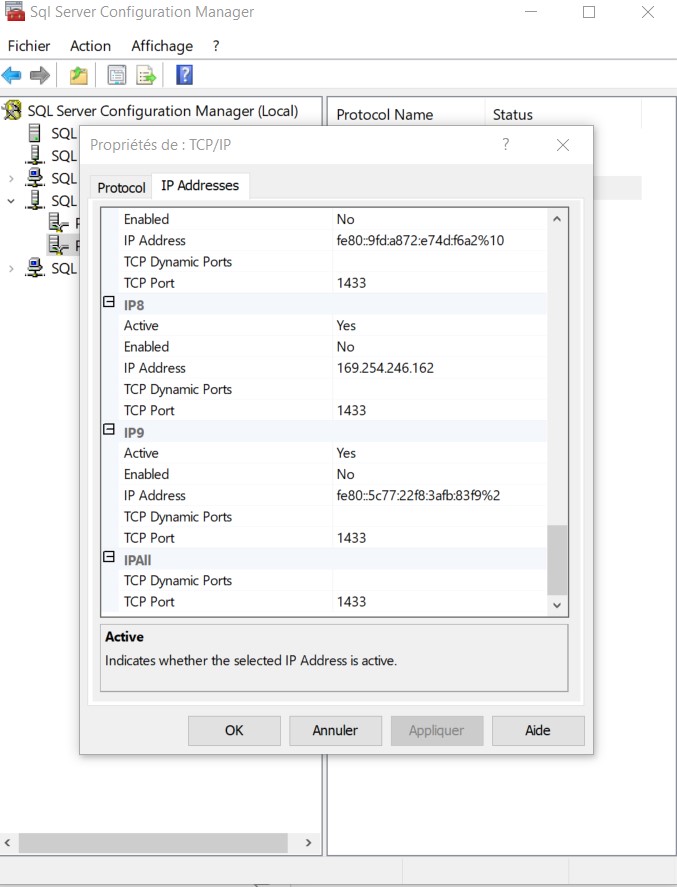 Sql Server Configuration Manager
Fichier Action Affichage ?
?
SQL Server Configuration Manager (Local)
Protocol Name Status
SQL
SQL
SQL
SQL
SQL
Propriétés de : TCP/IP ?
Protocol IP Addresses
Enabled No
IP Address fe80::9fd:a872:e74d:f6a2%10
TCP Dynamic Ports
TCP Port 1433
IP8
Active Yes
Enabled No
IP Address 169.254.246.162
TCP Dynamic Ports
TCP Port 1433
IP9
Active Yes
Enabled No
IP Address fe80::5c77:22f8:3afb:83f9%2
TCP Dynamic Ports
TCP Port 1433
IPAll
TCP Dynamic Ports
TCP Port 1433
Active
Indicates whether the selected IP Address is active.
OK Annuler Appliquer Aide